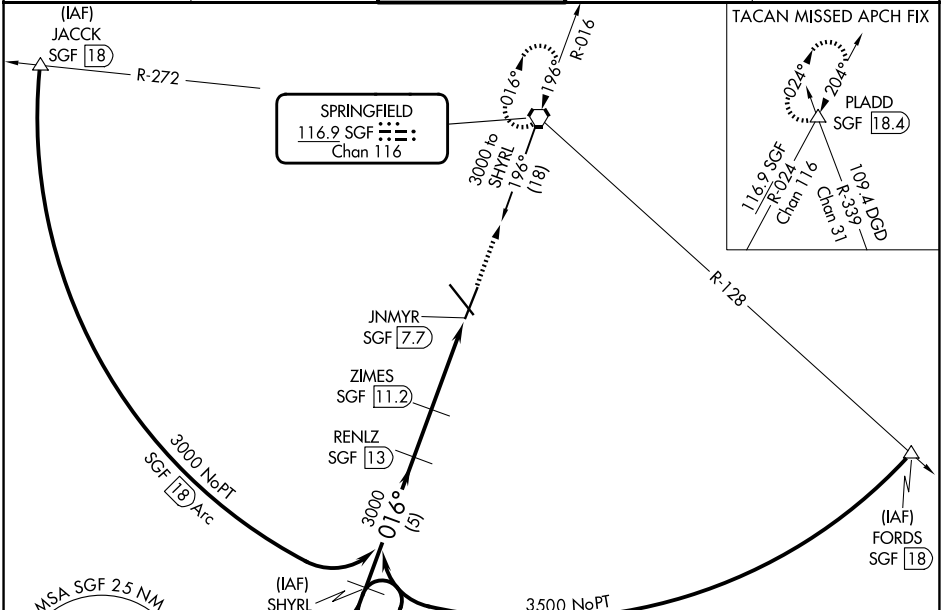 (IAF)
JACCK
SGF 18
R-272
SPRINGFIELD
116.9 SGF
Chan 116
R-016
016°
196°
3000 to
SHYRL
196°
(18)
TACAN MISSED APCH FIX
024°
204°
PLADD
SGF 18.4
116.9 SGF
R-024
Chan 116
109.4 DGD
R-339
Chan 31
R-128
JNMYR
SGF 7.7
ZIMES
SGF 11.2
RENLZ
SGF 13
3000 NoPT
SGF 18 Arc
3000
016°
(5)
(IAF)
FORDS
SGF 18
(IAF)
SHYRL
MSA SGF 25 NM
3500 NoPT